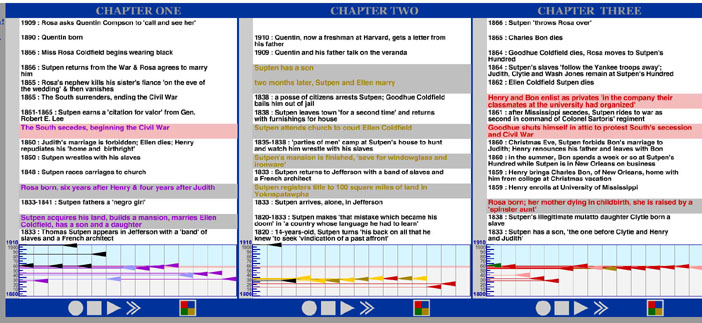 CHAPTER ONE
1909 : Rosa asks Quentin Compson to 'call and see her'
1890 : Quentin born
1866 : Miss Rosa Coldfield begins wearing black
1866 : Sutpen returns from the War & Rosa agrees to marry
him
1865 : Rosa's nephew kills his sister's fiance 'on the eve of
the wedding' & then vanishes
1865 : The South surrenders, ending the Civil War
1861-1865 : Sutpen earns a 'citation for valor' from Gen.
Robert E. Lee
The South secedes, beginning the Civil War
1860 : Judith's marriage is forbidden; Ellen dies; Henry
repudiates his 'home and birthright'
1850 : Sutpen wrestles with his slaves
1848 : Sutpen races carriage to church
Rosa born, six years after Henry & four years after Judith
1833-1841 : Sutpen fathers a 'negro girl'
Sutpen acquires his land, builds a mansion, marries Ellen
Coldfield, has a son and a daughter
1833 : Thomas Sutpen appears in Jefferson with a 'band' of
slaves and a French architect
1910
1860
CHAPTER TWO
1910 : Quentin, now a freshman at Harvard, gets a letter from
his father
1909 : Quentin and his father talk on the veranda
Sutpen has a son
two months later, Sutpen and Ellen marry
1838 : a posse of citizens arrests Sutpen; Goodhue Coldfield
bails him out of jail
1838 : Sutpen leaves town 'for a second time' and returns
with furnishings for house
Sutpen attends church to court Ellen Coldfield
1835-1838 : 'parties of men' camp at Sutpen's house to hunt
and watch him wrestle with his slaves
Sutpen's mansion is finished, 'save for windowglass and
ironware'
1833 : Sutpen returns to Jefferson with a band of slaves and
a French architect
Sutpen registers title to 100 square miles of land in
Yoknapatawpha
1833 : Sutpen arrives, alone, in Jefferson
1820-1833 : Sutpen makes 'that mistake which became his
doom' in 'a country whose language he had to learn'
1820 : 14-years-old, Sutpen turns 'his back on all that he
knew' to seek 'vindication of a past affront'
1910
1800
CHAPTER THREE
1866 : Sutpen 'throws Rosa over'
1865 : Charles Bon dies
1864 : Goodhue Coldfield dies, Rosa moves to Sutpen's
Hundred
1864 : Sutpen's slaves 'follow the Yankee troops away';
Judith, Clytie and Wash Jones remain at Sutpen's Hundred
1862 : Ellen Coldfield Sutpen dies
Henry and Bon enlist as privates 'in the company their
classmates at the university had organized'
1861 : after Mississippi secedes, Sutpen rides to war as
second in command of Colonel Sartoris' regiment
Goodhue shuts himself in attic to protest South's secession
and Civil War
1860 : Christmas Eve, Sutpen forbids Bon's marriage to
Judith; Henry renounces his father and leaves with Bon
1860 : in the summer, Bon spends a week or so at Sutpen's
Hundred while Sutpen is in New Orleans on business
1859 : Henry brings Charles Bon, of New Orleans, home with
him from college at Christmas vacation
1859 : Henry enrolls at University of Mississippi
Rosa born; her mother dying in childbirth, she is raised by a
'spinster aunt'
1838 : Sutpen's illegitimate mulatto daughter Clytie born a
slave
1833 : Sutpen has a son, 'the one before Clytie and Henry
and Judith'
1910
1800